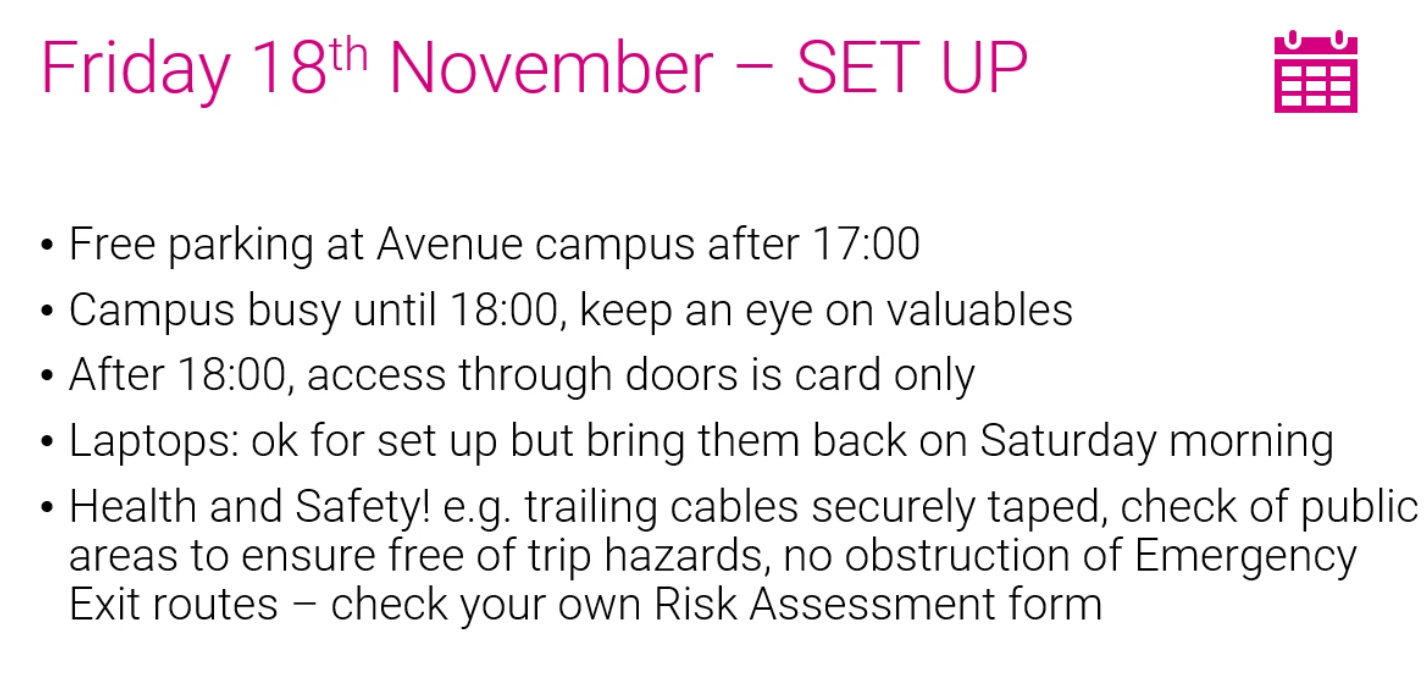 Friday 18th November – SET UP
• Free parking at Avenue campus after 17:00
• Campus busy until 18:00, keep an eye on valuables
• After 18:00, access through doors is card only
• Laptops: ok for set up but bring them back on Saturday morning
• Health and Safety! e.g. trailing cables securely taped, check of public
areas to ensure free of trip hazards, no obstruction of Emergency
Exit routes – check your own Risk Assessment form